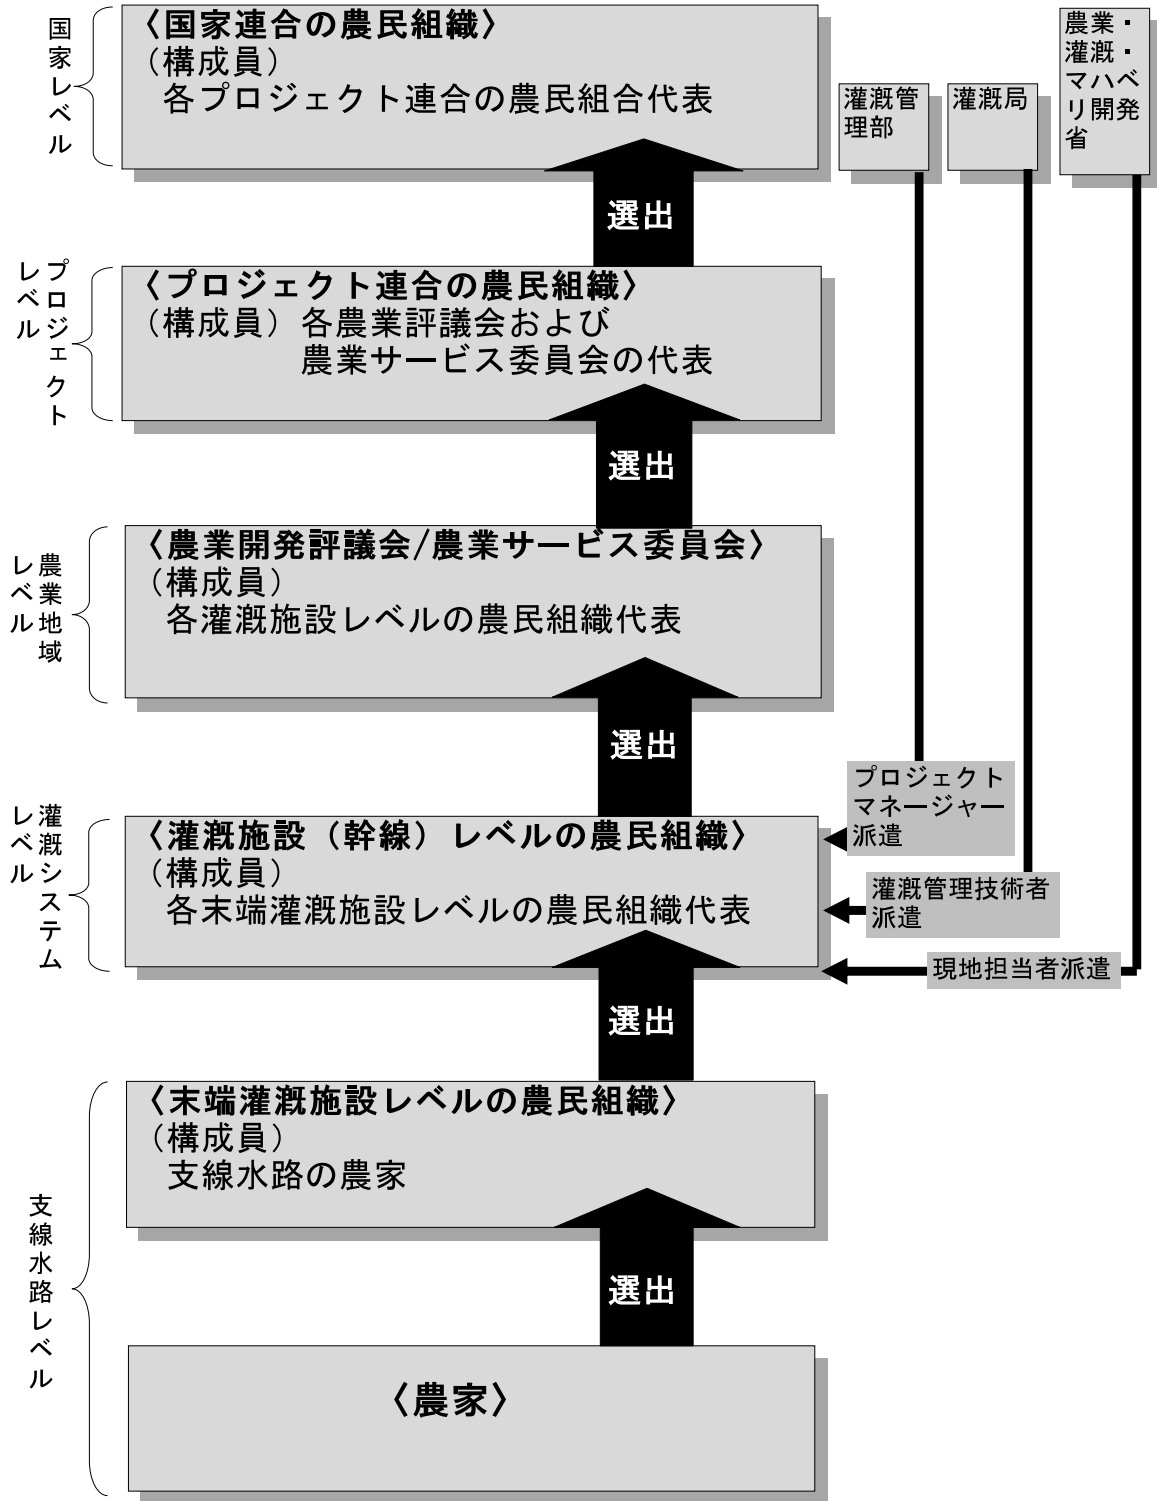 国家レベル
〈国家連合の農民組織〉
（構成員）
各プロジェクト連合の農民組合代表
灌漑管
理部
灌漑局
農業・
灌漑・
マハベ
リ開発
省
選出
プロジェクト
レベル
〈プロジェクト連合の農民組織〉
（構成員）各農業評議会および
農業サービス委員会の代表
選出
農業地域
レベル
〈農業開発評議会/農業サービス委員会〉
（構成員）
各灌漑施設レベルの農民組織代表
選出
プロジェクト
マネージャー
派遣
灌漑システム
レベル
〈灌漑施設（幹線）レベルの農民組織〉
（構成員）
各末端灌漑施設レベルの農民組織代表
灌漑管理技術者
派遣
現地担当者派遣
選出
支線水路レベル
〈末端灌漑施設レベルの農民組織〉
（構成員）
支線水路の農家
選出
〈農家〉